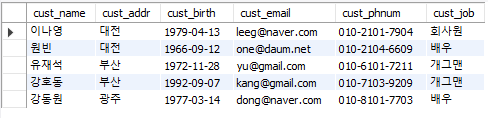 cust_name cust_addr cust_birth cust_email cust_phnum cust_job
이나영 대전 1979-04-13 leeg@naver.com 010-2101-7904 회사원
원빈 대전 1966-09-12 one@daum.net 010-2104-6609 배우
유재석 부산 1972-11-28 yu@gmail.com 010-6101-7211 개그맨
강호동 부산 1992-09-07 kang@gmail.com 010-7103-9209 개그맨
강동원 광주 1977-03-14 dong@naver.com 010-8101-7703 배우